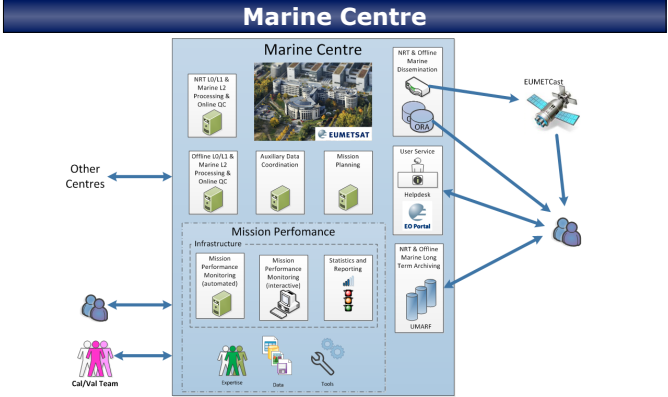 Marine Centre
Marine Centre
NRT L0/L1 &
Marine L2
Processing &
Online QC
EUMETSAT
NRT & Offline
Marine
Dissemination
ORA
EUMETCast
Other
Centres
Offline L0/L1 &
Marine L2
Processing &
Online QC
Auxiliary Data
Coordination
Mission
Planning
User Service
Helpdesk
EO Portal
Mission Perfomance
Infrastructure
Mission
Performance
Monitoring
(automated)
Mission
Performance
Monitoring
(interactive)
Statistics and
Reporting
NRT & Offline
Marine Long
Term Archiving
UMARF
Cal/Val Team
Expertise
Data
Tools